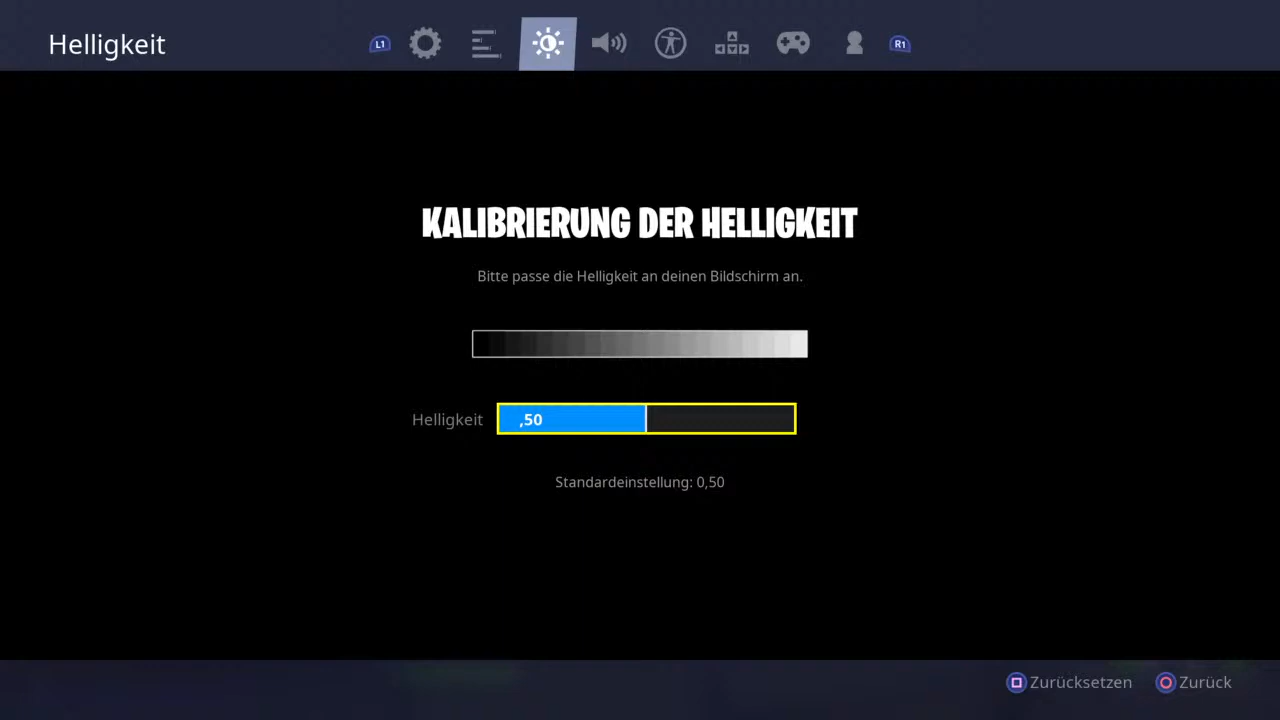 Helligkeit
L1
R1
KALIBRIERUNG DER HELLIGKEIT
Bitte passe die Helligkeit an deinen Bildschirm an.
Helligkeit ,50
Standardeinstellung: 0,50
Zurücksetzen Zurück